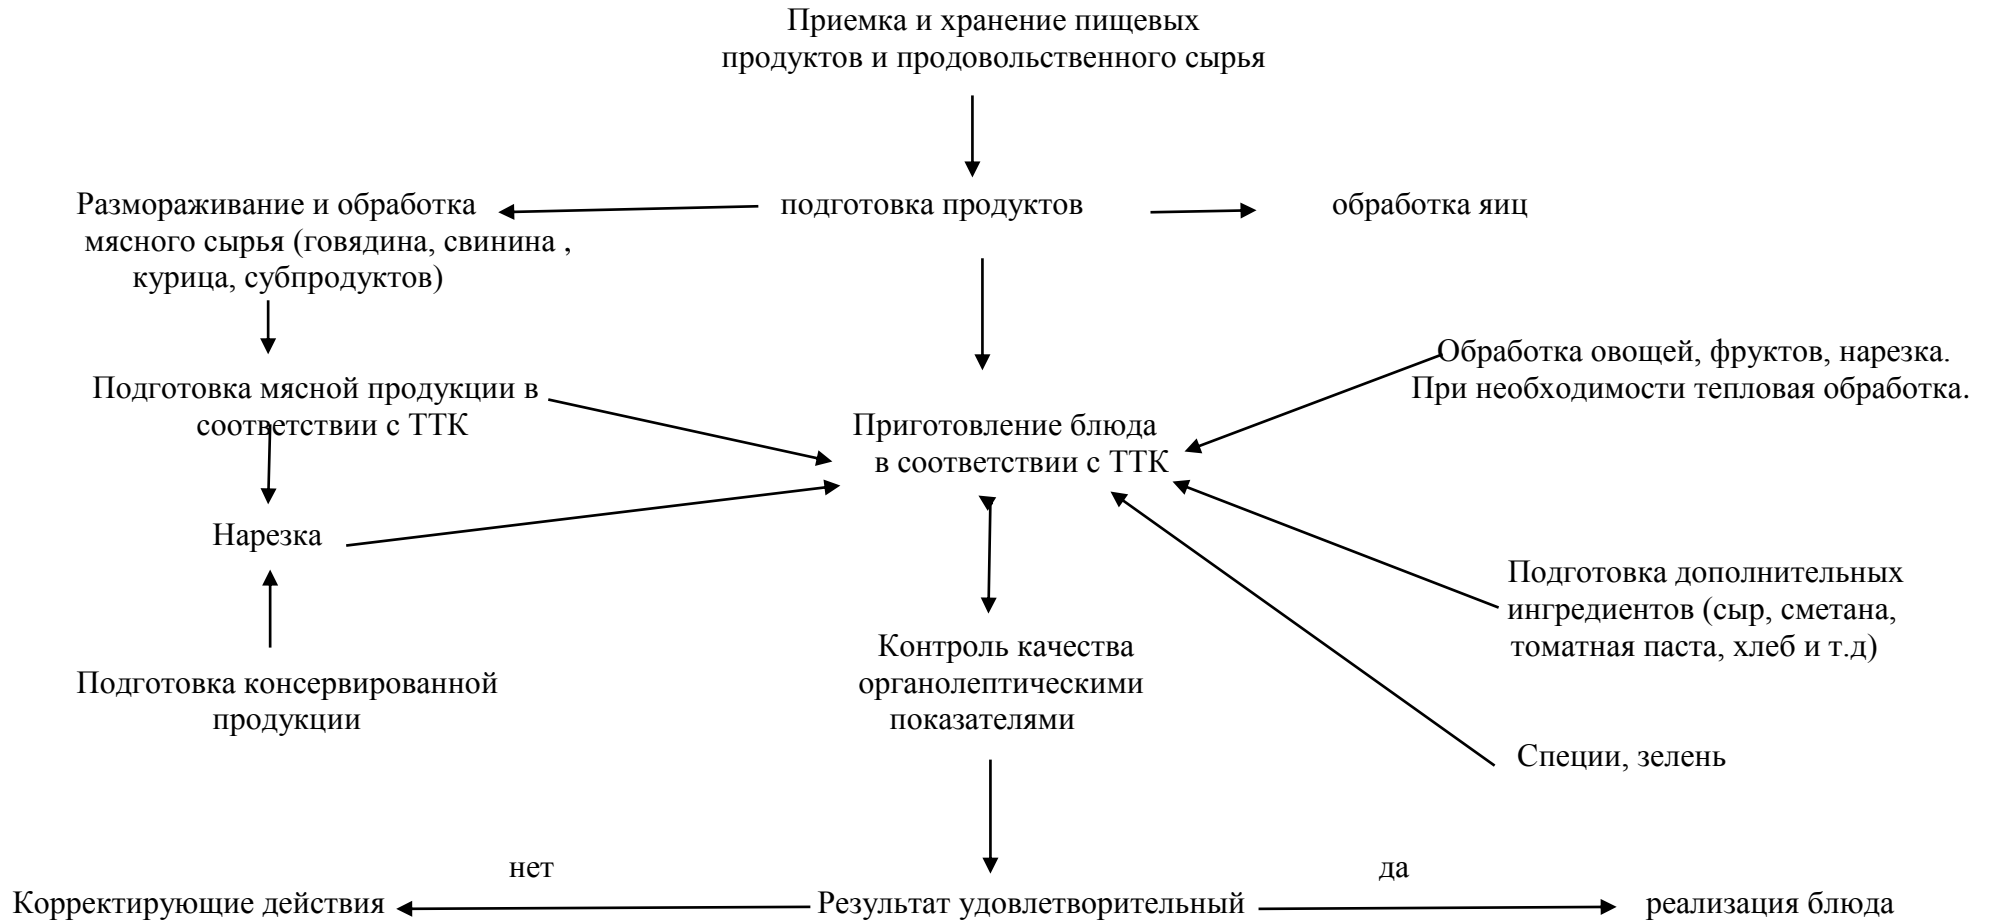 Приемка и хранение пищевых
продуктов и продовольственного сырья
Размораживание и обработка
мясного сырья (говядина, свинина ,
курица, субпродуктов)
подготовка продуктов
обработка яиц
Подготовка мясной продукции в
соответствии с ТТК
Обработка овощей, фруктов, нарезка.
При необходимости тепловая обработка.
Приготовление блюда
в соответствии с ТТК
Нарезка
Подготовка дополнительных
ингредиентов (сыр, сметана,
томатная паста, хлеб и т.д)
Подготовка консервированной
продукции
Контроль качества
органолептическими
показателями
Специи, зелень
нет
да
Корректирующие действия
Результат удовлетворительный
реализация блюда